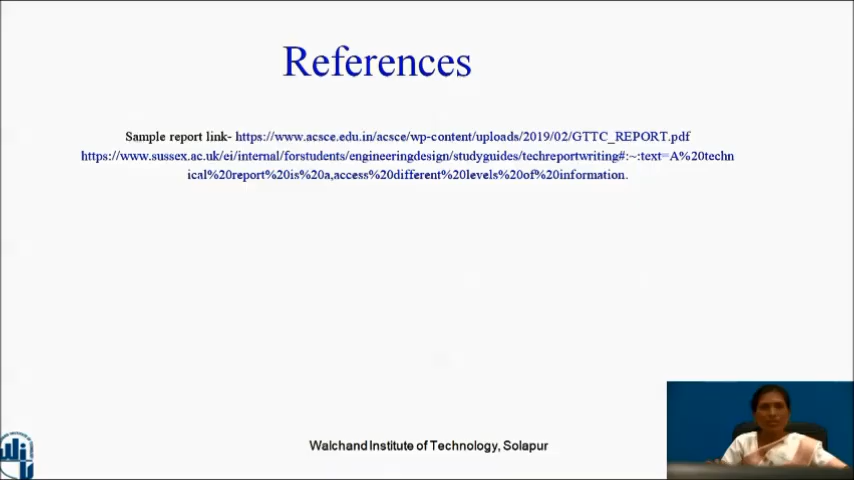 References
Sample report link- https://www.acsce.edu.in/acsce/wp-content/uploads/2019/02/GTTC_REPORT.pdf
https://www.sussex.ac.uk/ei/internal/forstudents/engineeringdesign/studyguides/techreportwriting#:~:text=A%20techn
ical%20report%20is%20a,access%20different%20levels%20of%20information.
Walchand Institute of Technology, Solapur